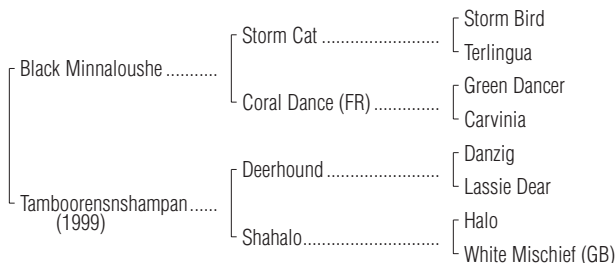 Storm Bird
Storm Cat ..............................
Terlingua
Black Minnaloushe ...........
Green Dancer
Coral Dance (FR) ................
Carvinia
Danzig
Deerhound ............................
Lassie Dear
Tamboorensnshampan ......
(1999)
Halo
Shahalo..................................
White Mischief (GB)